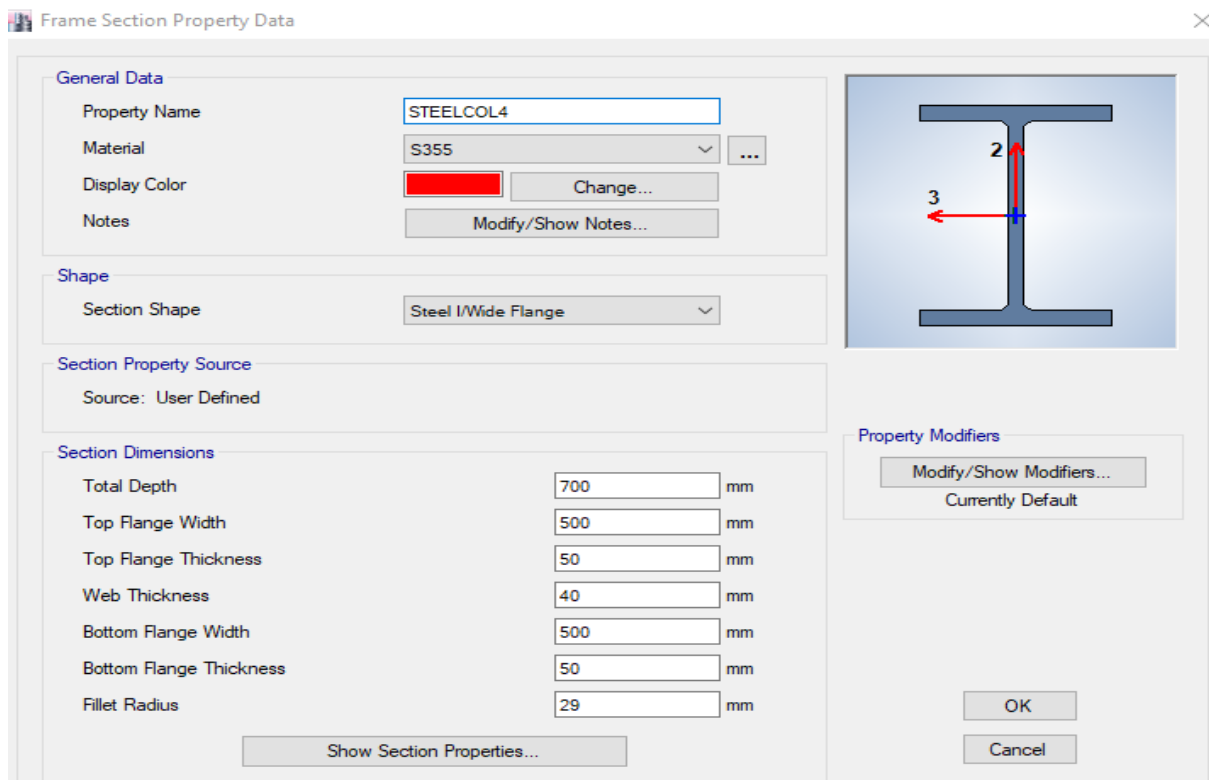 Frame Section Property Data
General Data
Property Name STEELCOL4
Material S355 ...
Display Color Change...
Notes Modify/Show Notes...
2
3
Shape
Section Shape Steel I/Wide Flange
Section Property Source
Source: User Defined
Property Modifiers
Modify/Show Modifiers...
Currently Default
Section Dimensions
Total Depth 700 mm
Top Flange Width 500 mm
Top Flange Thickness 50 mm
Web Thickness 40 mm
Bottom Flange Width 500 mm
Bottom Flange Thickness 50 mm
Fillet Radius 29 mm
Show Section Properties...
OK
Cancel